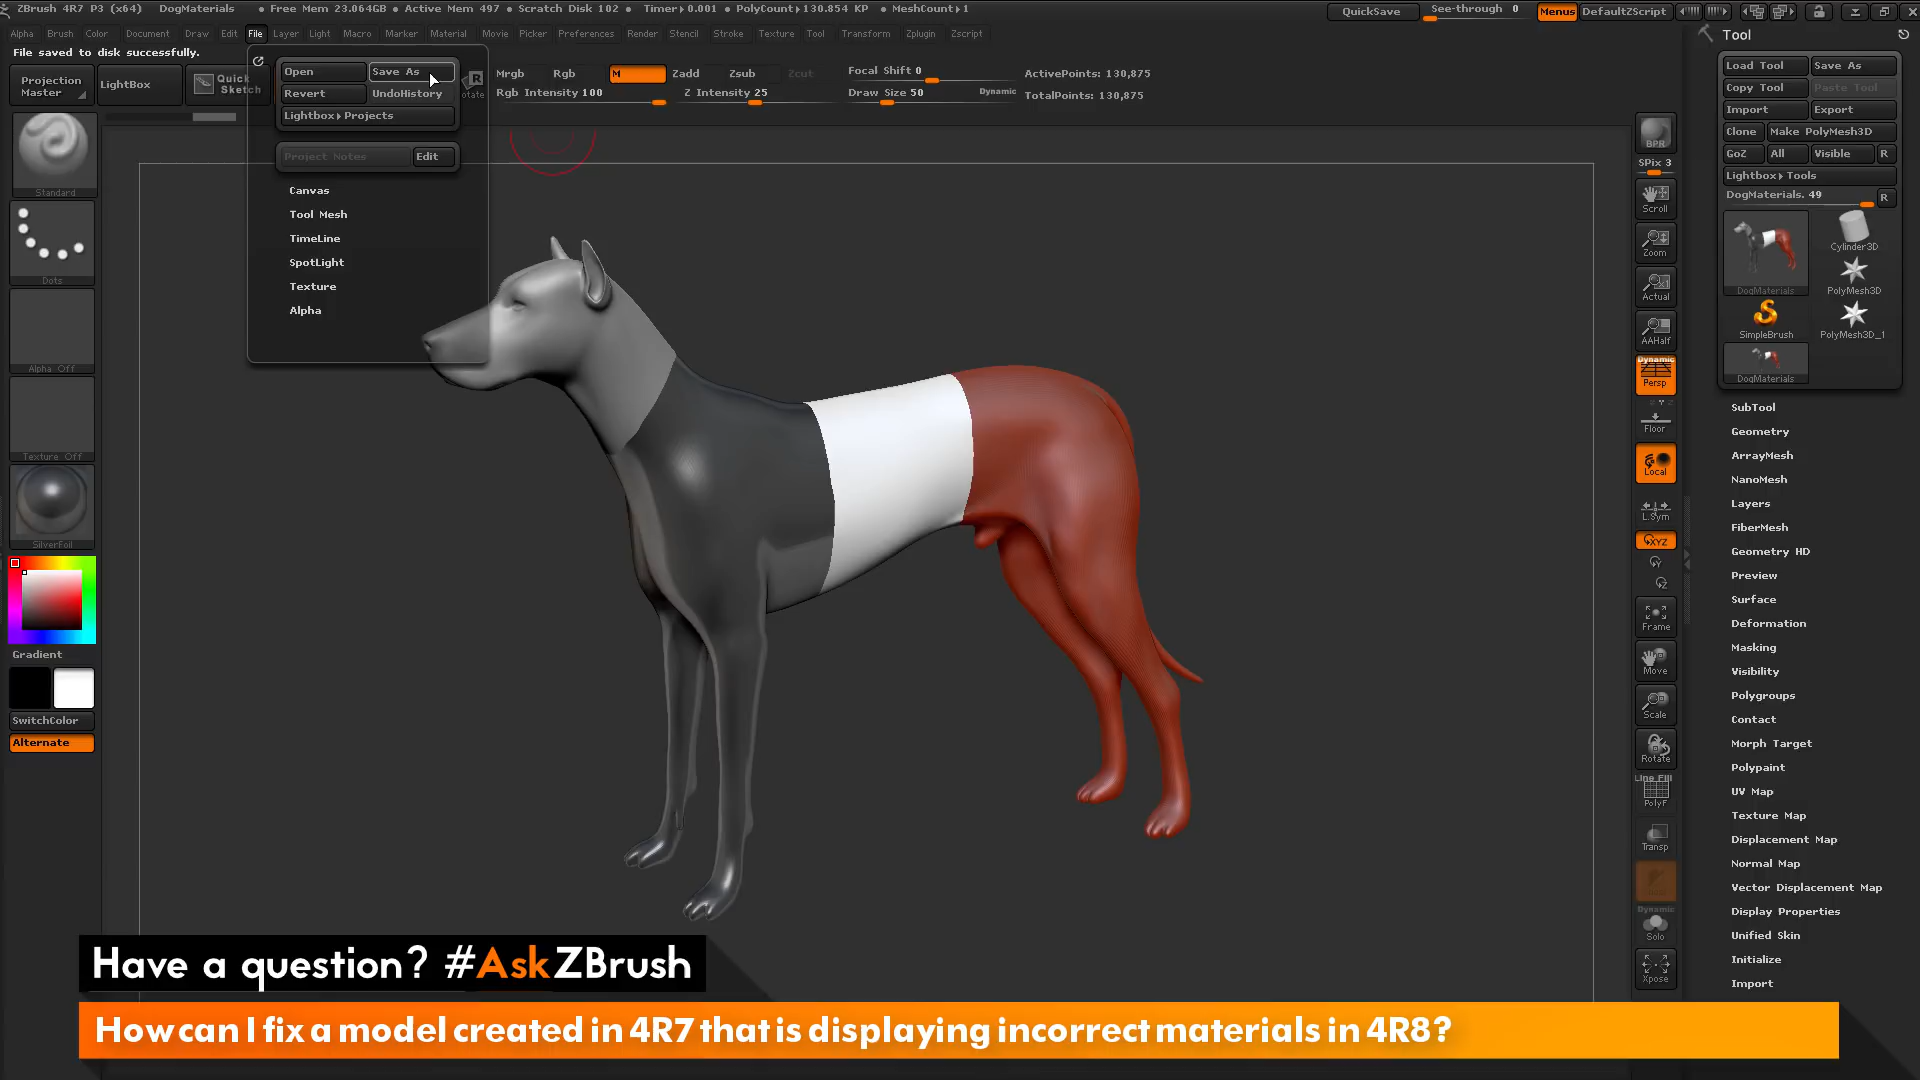 ZBrush 4R7 P3 (x64) DogMaterials • Free Mem 23.064GB • Active Mem 497 • Scratch Disk 102 • Timer▸0.001 • PolyCount▸130.854 KP • MeshCount▸1 QuickSave See-through 0 Menus DefaultZScript
Alpha Brush Color Document Draw Edit File Layer Light Macro Marker Material Movie Picker Preferences Render Stencil Stroke Texture Tool Transform Zplugin Zscript
File saved to disk successfully.
Projection Master
LightBox
Quick Sketch
Open Save As
Revert UndoHistory
Lightbox▸Projects
Project Notes Edit
Canvas
Tool Mesh
TimeLine
SpotLight
Texture
Alpha
R
otate
Mrgb Rgb M Zadd Zsub Zcut
Rgb Intensity 100 Z Intensity 25
Focal Shift 0
Draw Size 50 Dynamic
ActivePoints: 130,875
TotalPoints: 130,875
Standard
Dots
Alpha Off
Texture Off
SilverFoil
Gradient
SwitchColor
Alternate
BPR
SPix 3
Scroll
Zoom
Actual
AAHalf
Dynamic
Persp
Floor
Local
L.Sym
XYZ
Y
Z
Frame
Move
Scale
Rotate
Line Fill
PolyF
Transp
Dynamic
Solo
Xpose
Tool
Load Tool Save As
Copy Tool Paste Tool
Import Export
Clone Make PolyMesh3D
GoZ All Visible R
Lightbox▸Tools
DogMaterials. 49 R
DogMaterials
Cylinder3D
PolyMesh3D
SimpleBrush
PolyMesh3D_1
DogMaterials
SubTool
Geometry
ArrayMesh
NanoMesh
Layers
FiberMesh
Geometry HD
Preview
Surface
Deformation
Masking
Visibility
Polygroups
Contact
Morph Target
Polypaint
UV Map
Texture Map
Displacement Map
Normal Map
Vector Displacement Map
Display Properties
Unified Skin
Initialize
Import
Have a question? #AskZBrush
How can I fix a model created in 4R7 that is displaying incorrect materials in 4R8?